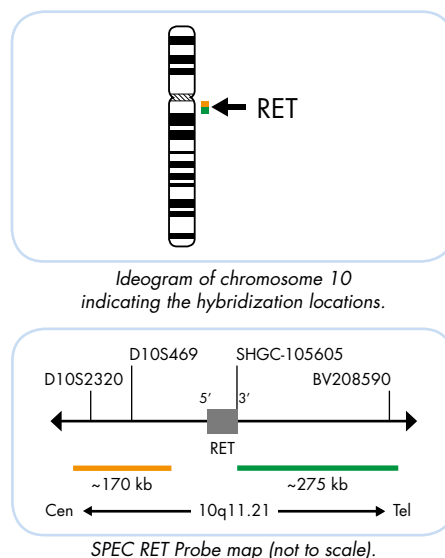 RET
Ideogram of chromosome 10
indicating the hybridization locations.
D10S469 SHGC-105605
D10S2320 BV208590
5’ 3’
RET
~170 kb ~275 kb
Cen 10q11.21 Tel
SPEC RET Probe map (not to scale).